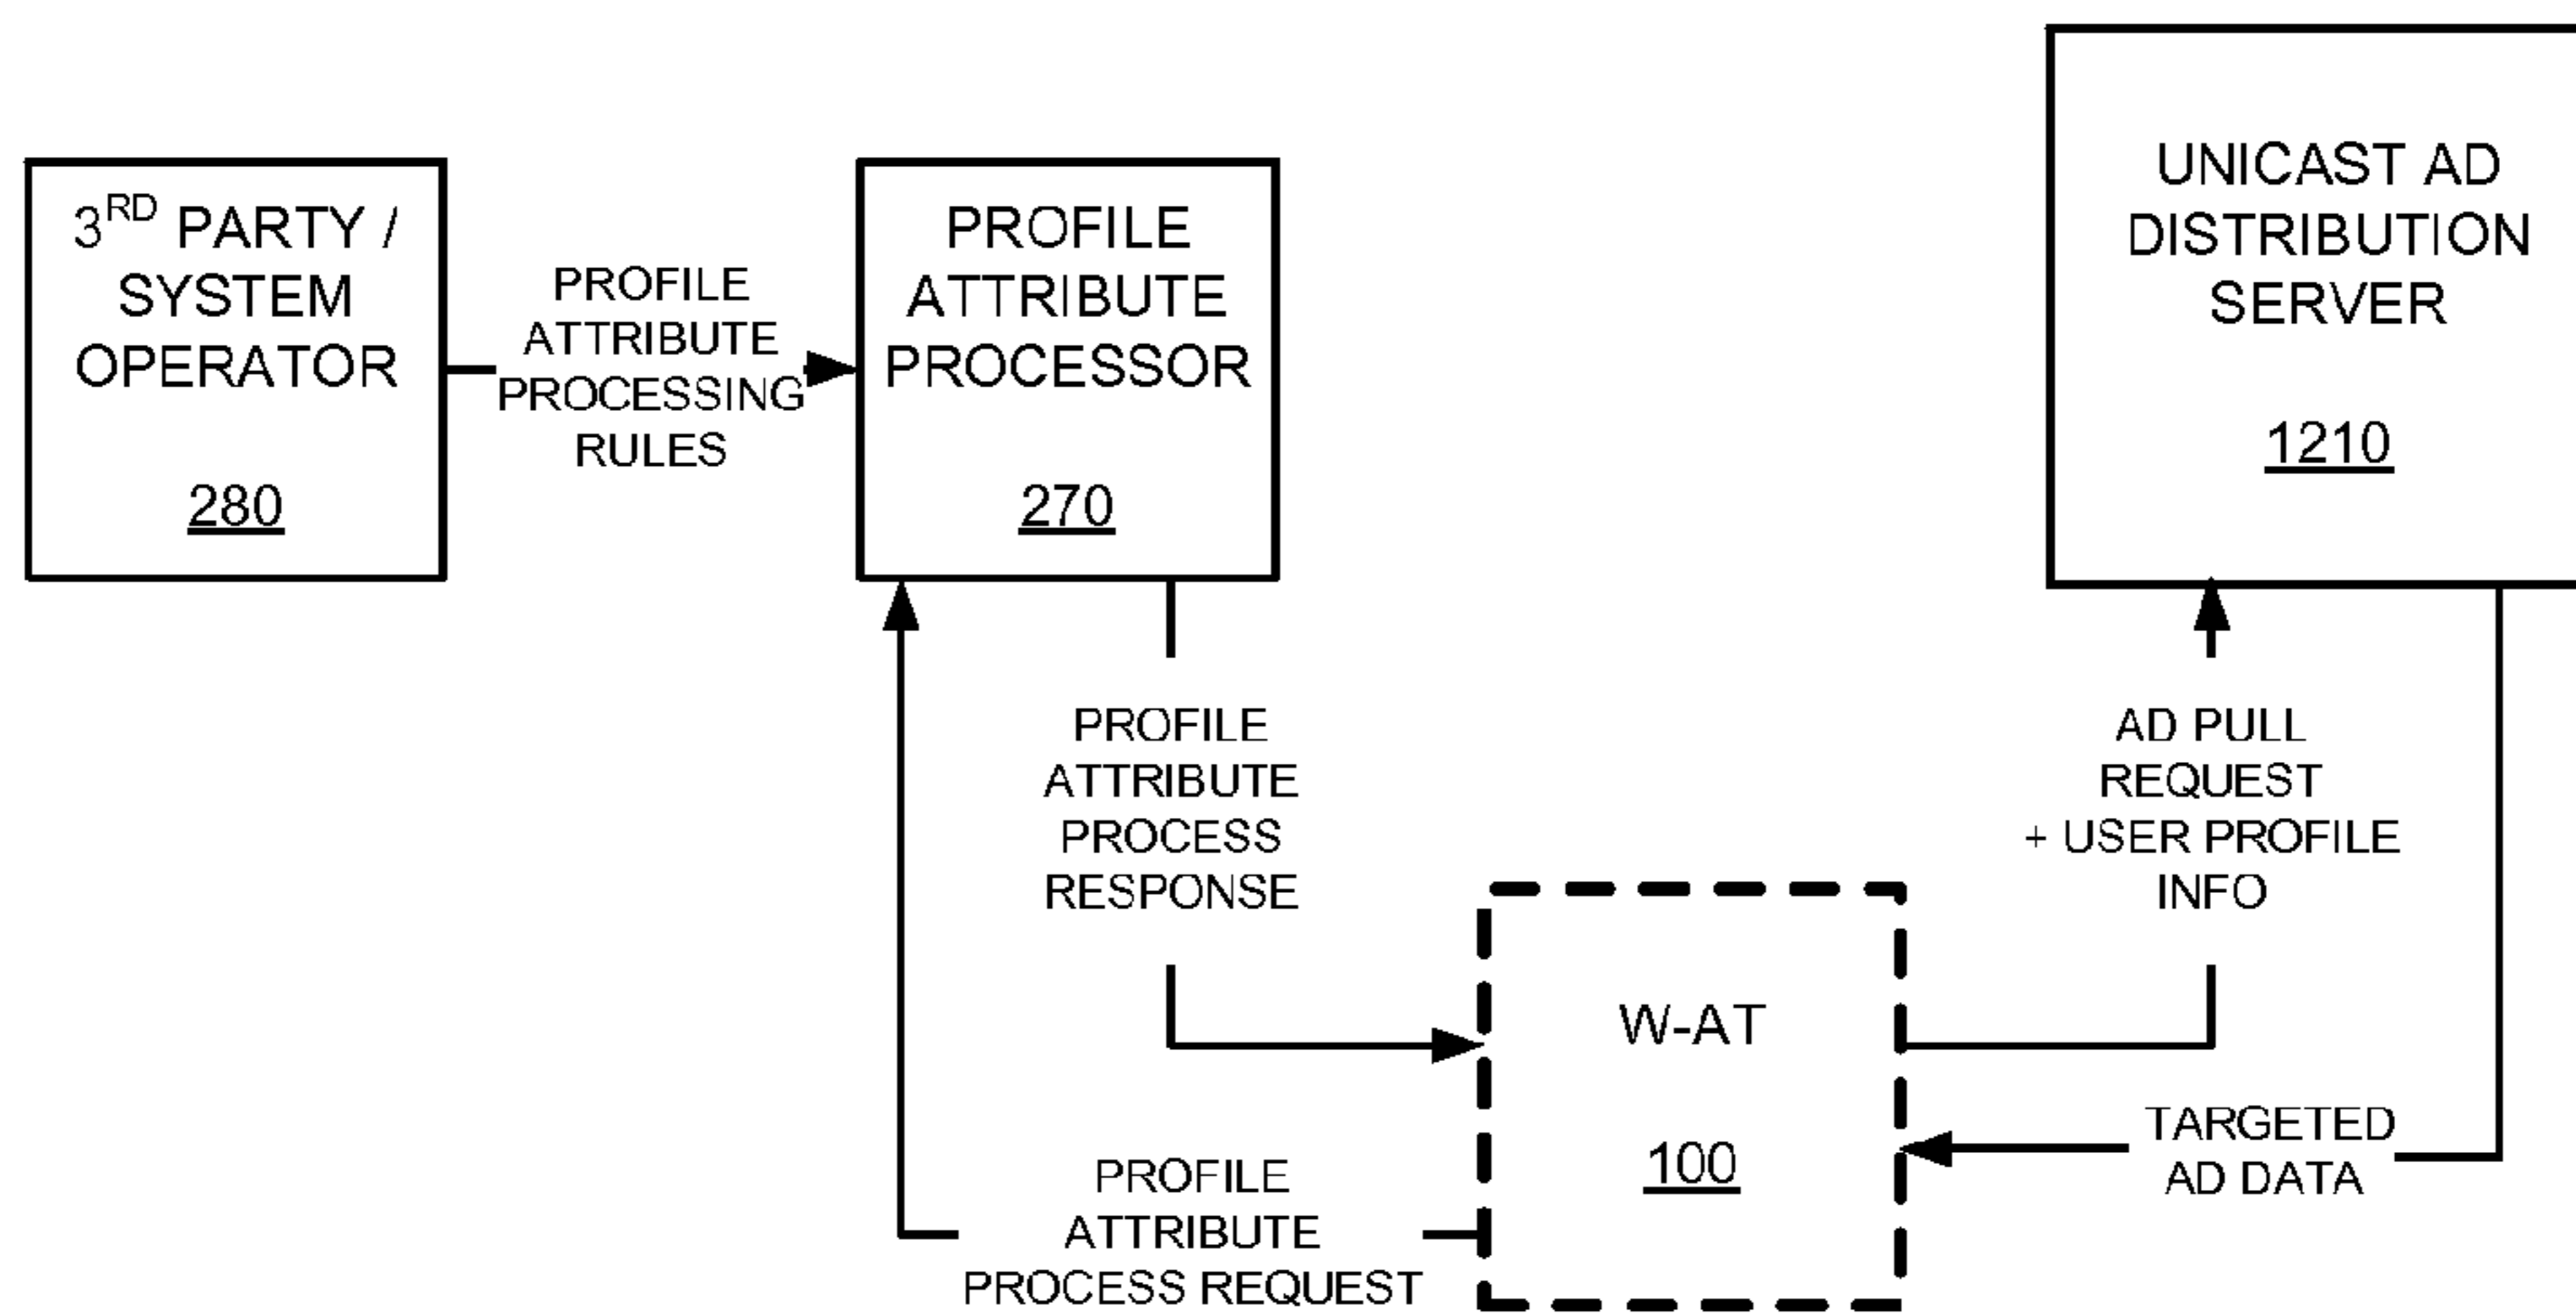 3RD PARTY /
SYSTEM
OPERATOR
280
PROFILE
ATTRIBUTE
PROCESSING
RULES
PROFILE
ATTRIBUTE
PROCESSOR
270
UNICAST AD
DISTRIBUTION
SERVER
1210
PROFILE
ATTRIBUTE
PROCESS
RESPONSE
AD PULL
REQUEST
+ USER PROFILE
INFO
W-AT
100
TARGETED
AD DATA
PROFILE
ATTRIBUTE
PROCESS REQUEST